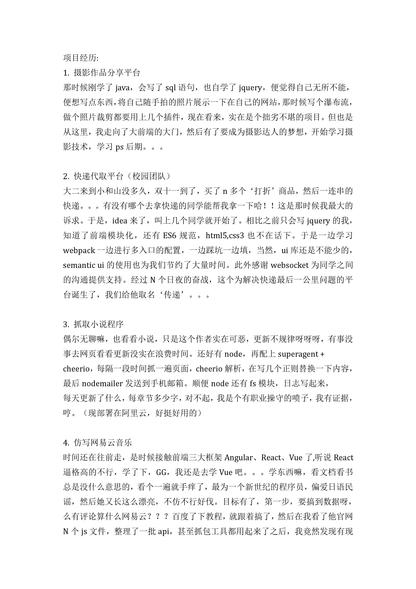 项目经历:
1. 摄影作品分享平台
那时候刚学了 java，会写了 sql 语句，也自学了 jquery，便觉得自己无所不能，
便想写点东西，将自己随手拍的照片展示一下在自己的网站，那时候写个瀑布流，
做个照片裁剪都要用上几个插件，现在看来，实在是个拙劣不堪的项目。但也是
从这里，我走向了大前端的大门，然后有了要成为摄影达人的梦想，开始学习摄
影技术，学习 ps 后期。。。
2. 快递代取平台（校园团队）
大二来到小和山没多久，双十一到了，买了 n 多个‘打折’商品，然后一连串的
快递。。。有没有哪个去拿快递的同学能帮我拿一下哈！！这是那时候我最大的
诉求。于是，idea 来了，叫上几个同学就开始了。相比之前只会写 jquery 的我，
知道了前端模块化，还有 ES6 规范，html5,css3 也不在话下。于是一边学习
webpack 一边进行多入口的配置，一边踩坑一边填，当然，ui 库还是不能少的，
semantic ui 的使用也为我们节约了大量时间。此外感谢 websocket 为同学之间
的沟通提供支持。经过 N 个日夜的奋战，这个为解决快递最后一公里问题的平
台诞生了，我们给他取名‘传递’。。。
3. 抓取小说程序
偶尔无聊嘛，也看看小说，只是这个作者实在可恶，更新不规律呀呀呀，有事没
事去网页看看更新没实在浪费时间。还好有 node，再配上 superagent +
cheerio，每隔一段时间抓一遍页面，cheerio 解析，在写几个正则替换一下内容，
最后 nodemailer 发送到手机邮箱。顺便 node 还有 fs 模块，日志写起来，
每天更新了什么，每章节多少字，对不起，我是个有职业操守的喷子，我有证据，
哼。（现部署在阿里云，好挺好用的）
4. 仿写网易云音乐
时间还在往前走，是时候接触前端三大框架 Angular、React、Vue 了,听说 React
逼格高的不行，学了下，GG，我还是去学 Vue 吧。。。学东西嘛，看文档看书
总是没什么意思的，看个一遍就手痒了，最为一个新世纪的程序员，偏爱日语民
谣，然后她又长这么漂亮，不仿不行好伐。目标有了，第一步，要搞到数据呀，
么有评论算什么网易云？？？百度了下教程，就跟着搞了，然后在我看了他官网
N 个 js 文件，整理了一批 api，甚至抓包工具都用起来了之后，我竟然发现有现